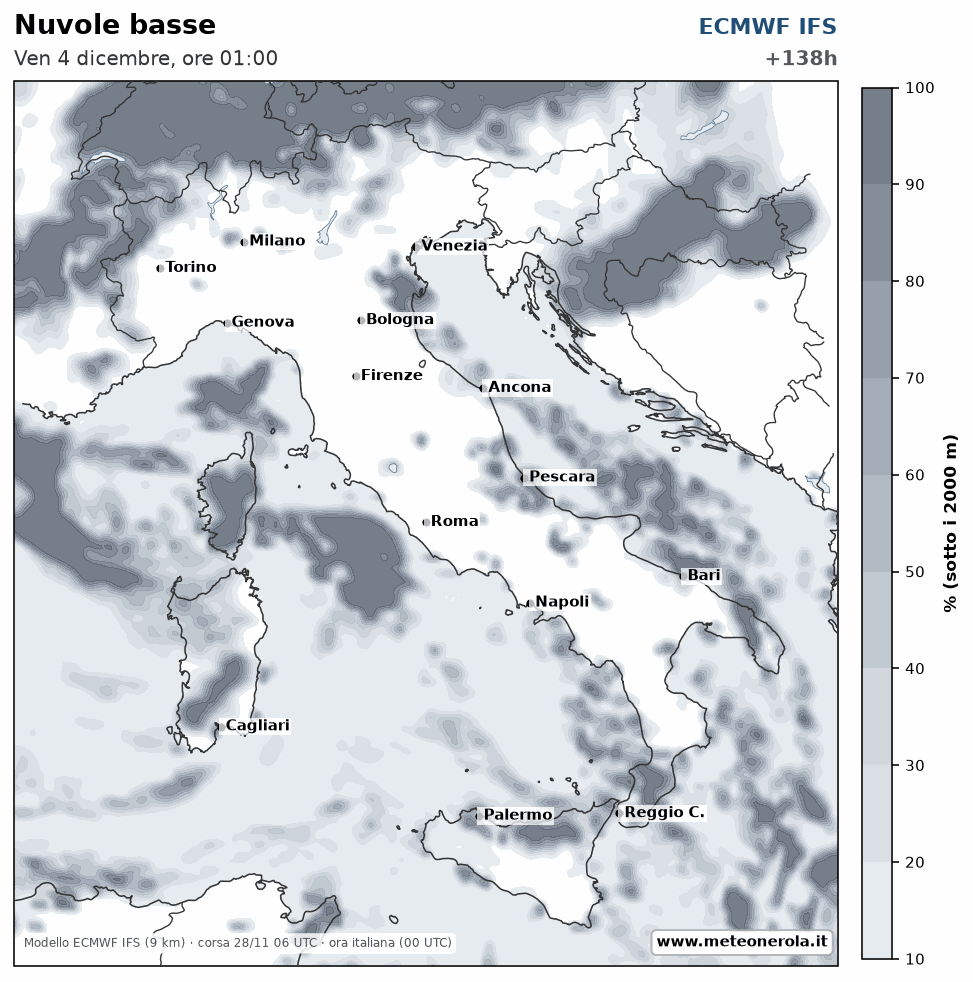 Nuvole basse
ECMWF IFS
Ven 4 dicembre, ore 01:00
+138h
Milano
Venezia
Torino
Genova
Bologna
Firenze
Ancona
Pescara
Roma
Bari
Napoli
Cagliari
Palermo
Reggio C.
100
90
80
70
60
50
40
30
20
10
% (sotto i 2000 m)
Modello ECMWF IFS (9 km) · corsa 28/11 06 UTC · ora italiana (00 UTC)
www.meteonerola.it